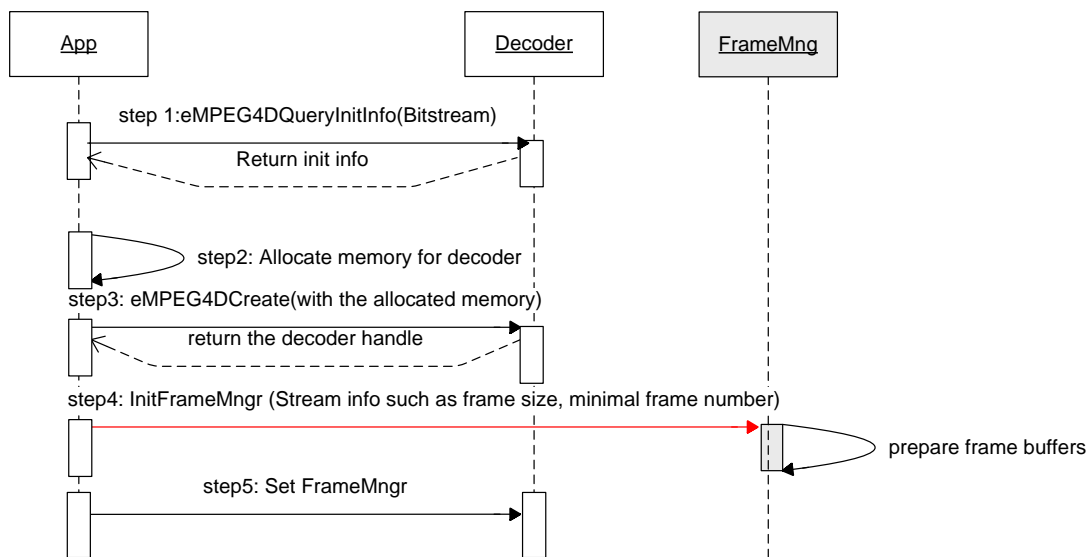 App
Decoder
FrameMng
step 1:eMPEG4DQueryInitInfo(Bitstream)
Return init info
step2: Allocate memory for decoder
step3: eMPEG4DCreate(with the allocated memory)
return the decoder handle
step4: InitFrameMngr (Stream info such as frame size, minimal frame number)
prepare frame buffers
step5: Set FrameMngr